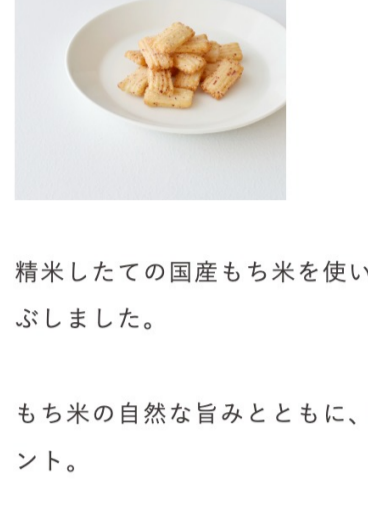 精米したての国産もち米を使い
ぶしました。
もち米の自然な旨みとともに、
ント。